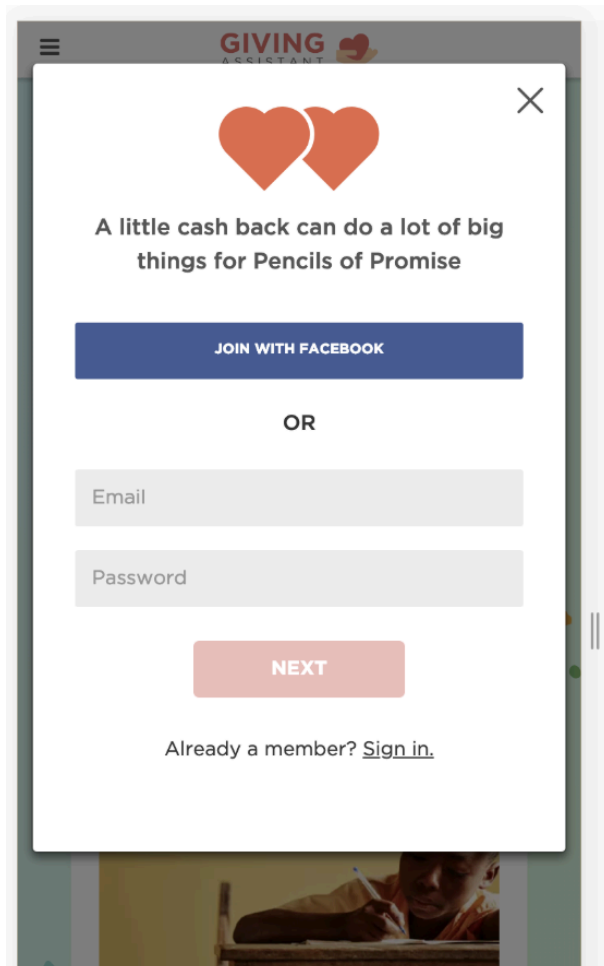 GIVING
ASSISTANT
A little cash back can do a lot of big
things for Pencils of Promise
JOIN WITH FACEBOOK
OR
Email
Password
NEXT
Already a member? Sign in.